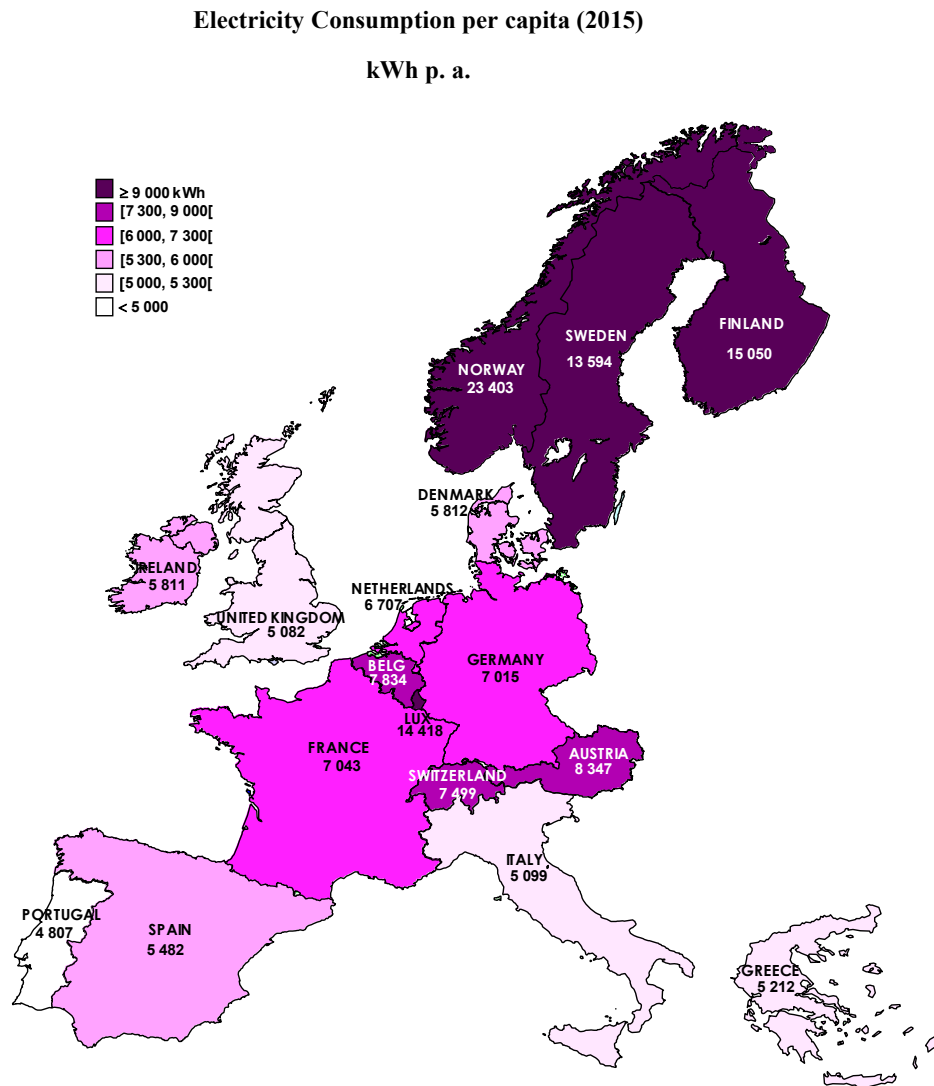 Electricity Consumption per capita (2015)
kWh p. a.
≥ 9 000 kWh
[7 300, 9 000[
[6 000, 7 300[
[5 300, 6 000[
[5 000, 5 300[
< 5 000
FINLAND
15 050
SWEDEN
13 594
NORWAY
23 403
DENMARK
5 812
IRELAND
5 811
NETHERLANDS
6 707
UNITED KINGDOM
5 082
BELG
7 834
GERMANY
7 015
LUX
14 418
FRANCE
7 043
AUSTRIA
8 347
SWITZERLAND
7 499
ITALY
5 099
PORTUGAL
4 807
SPAIN
5 482
GREECE
5 212